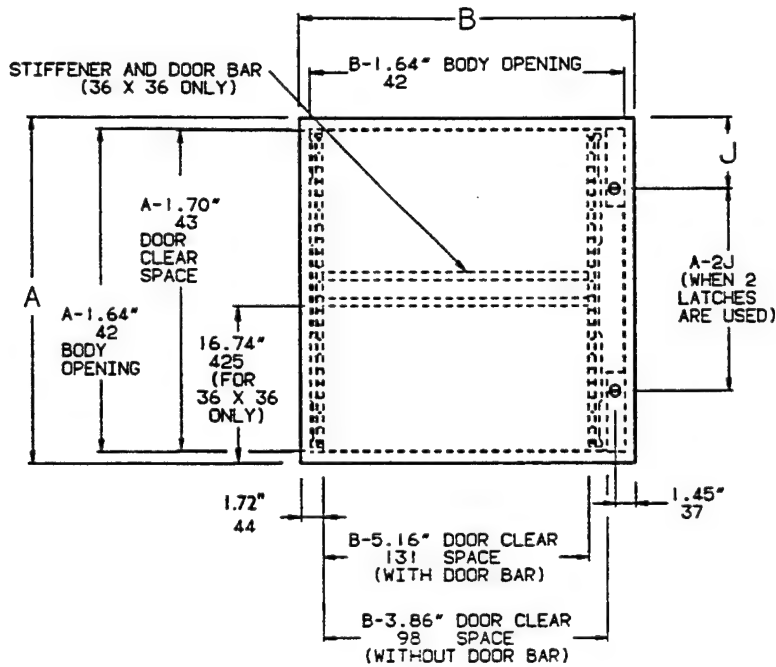 B
STIFFENER AND DOOR BAR
(36 X 36 ONLY)
B-1.64" BODY OPENING
42
J
A-1.70"
43
DOOR
CLEAR
SPACE
A-2J
(WHEN 2
LATCHES
ARE USED)
A
A-1.64"
42
BODY
OPENING
16.74"
425
(FOR
36 X 36
ONLY)
1.72"
44
1.45"
37
B-5.16" DOOR CLEAR
131 SPACE
(WITH DOOR BAR)
B-3.86" DOOR CLEAR
98 SPACE
(WITHOUT DOOR BAR)